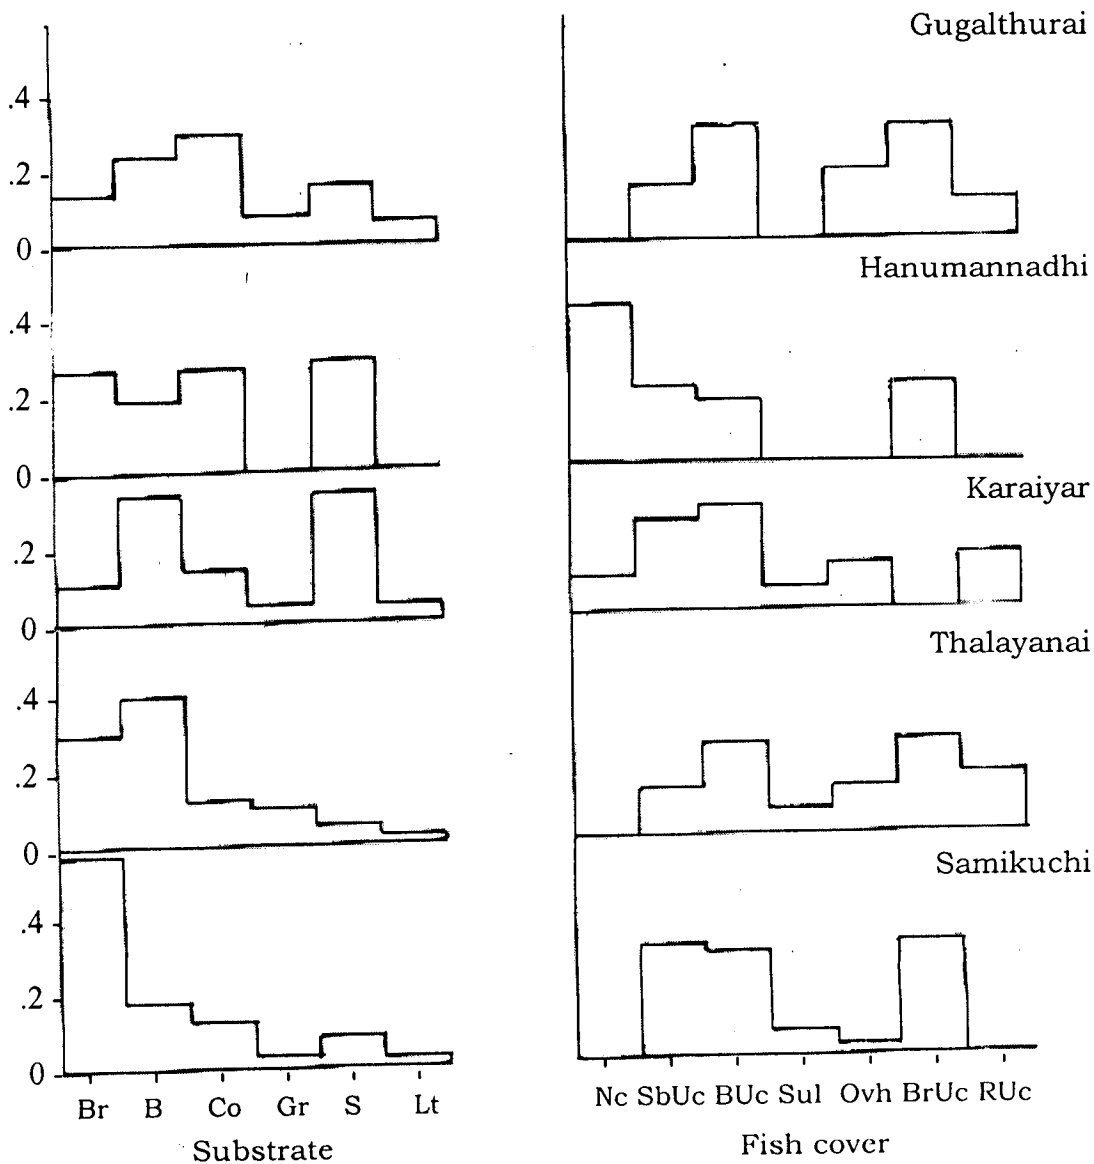 Gugalthurai
.4
.2
0
Hanumannadhi
.4
.2
0
Karaiyar
.2
0
Thalayanai
.4
.2
0
Samikuchi
.4
.2
0
Br B Co Gr S Lt
Nc SbUc BUc Sul Ovh BrUc RUc
Substrate
Fish cover